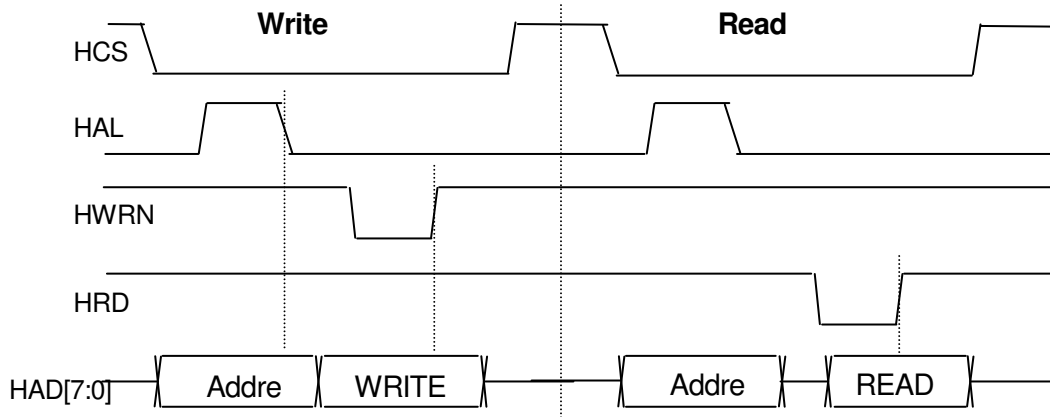 Write Read
HCS
HAL
HWRN
HRD
HAD[7:0] Addre WRITE Addre READ